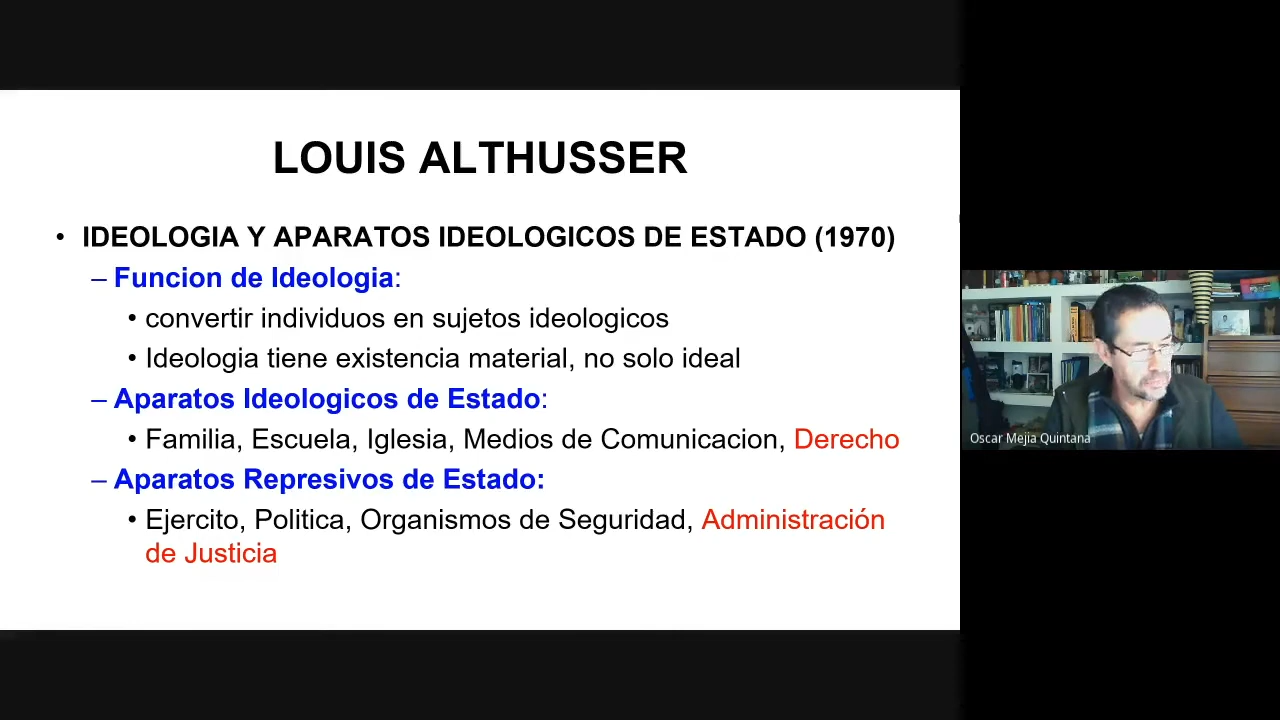 LOUIS ALTHUSSER
• IDEOLOGIA Y APARATOS IDEOLOGICOS DE ESTADO (1970)
– Funcion de Ideologia:
• convertir individuos en sujetos ideologicos
• Ideologia tiene existencia material, no solo ideal
– Aparatos Ideologicos de Estado:
• Familia, Escuela, Iglesia, Medios de Comunicacion, Derecho
– Aparatos Represivos de Estado:
• Ejercito, Politica, Organismos de Seguridad, Administración
de Justicia
Oscar Mejia Quintana